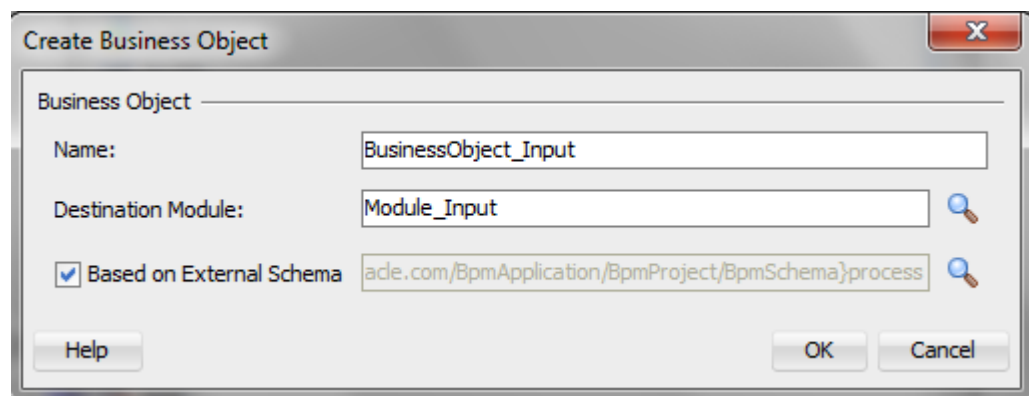 Create Business Object
Business Object
Name: BusinessObject_Input
Destination Module: Module_Input
Based on External Schema acle.com/BpmApplication/BpmProject/BpmSchema}process
Help OK Cancel